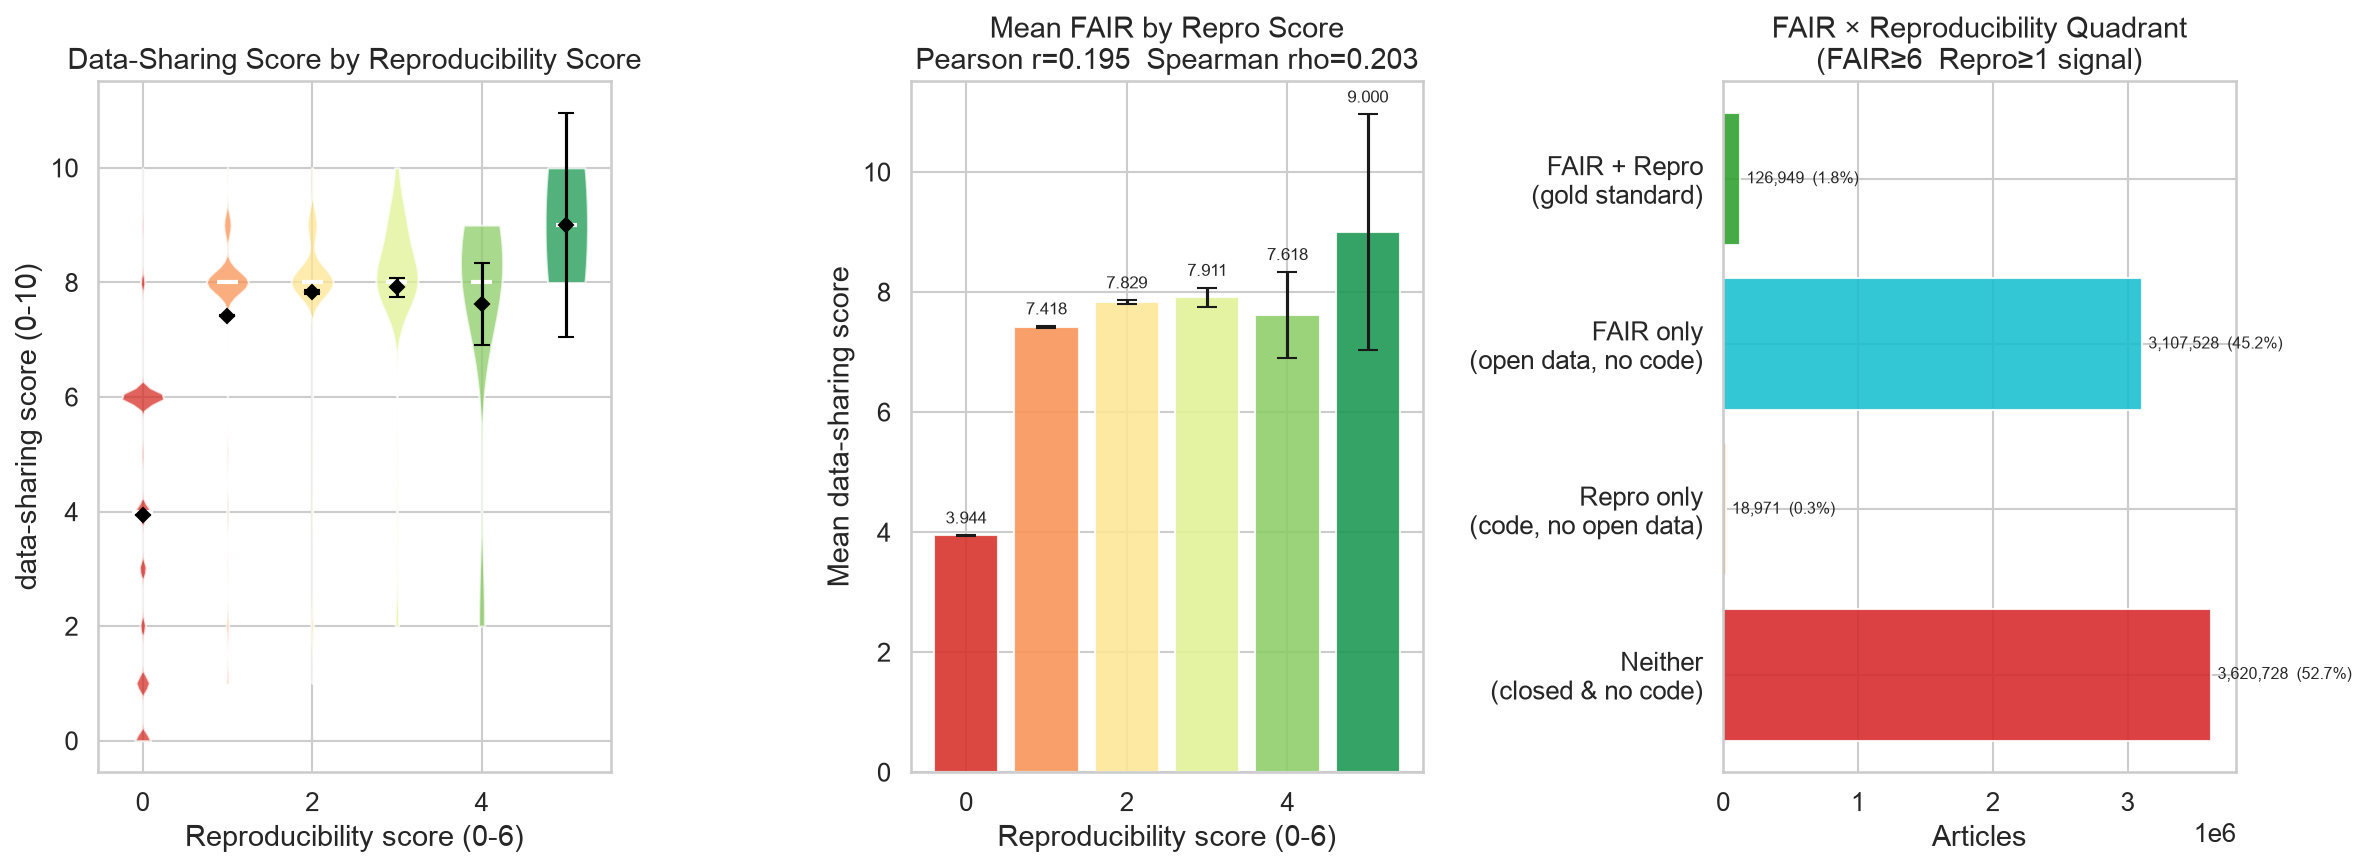 Data-Sharing Score by Reproducibility Score
data-sharing score (0-10)
10
8
6
4
2
0
0 2 4
Reproducibility score (0-6)
Mean FAIR by Repro Score
Pearson r=0.195 Spearman rho=0.203
Mean data-sharing score
10
8
6
4
2
0
3.944
7.418
7.829
7.911
7.618
9.000
0 2 4
Reproducibility score (0-6)
FAIR × Reproducibility Quadrant
(FAIR≥6 Repro≥1 signal)
FAIR + Repro
(gold standard)
126,949 (1.8%)
FAIR only
(open data, no code)
3,107,528 (45.2%)
Repro only
(code, no open data)
18,971 (0.3%)
Neither
(closed & no code)
3,620,728 (52.7%)
0 1 2 3
1e6
Articles